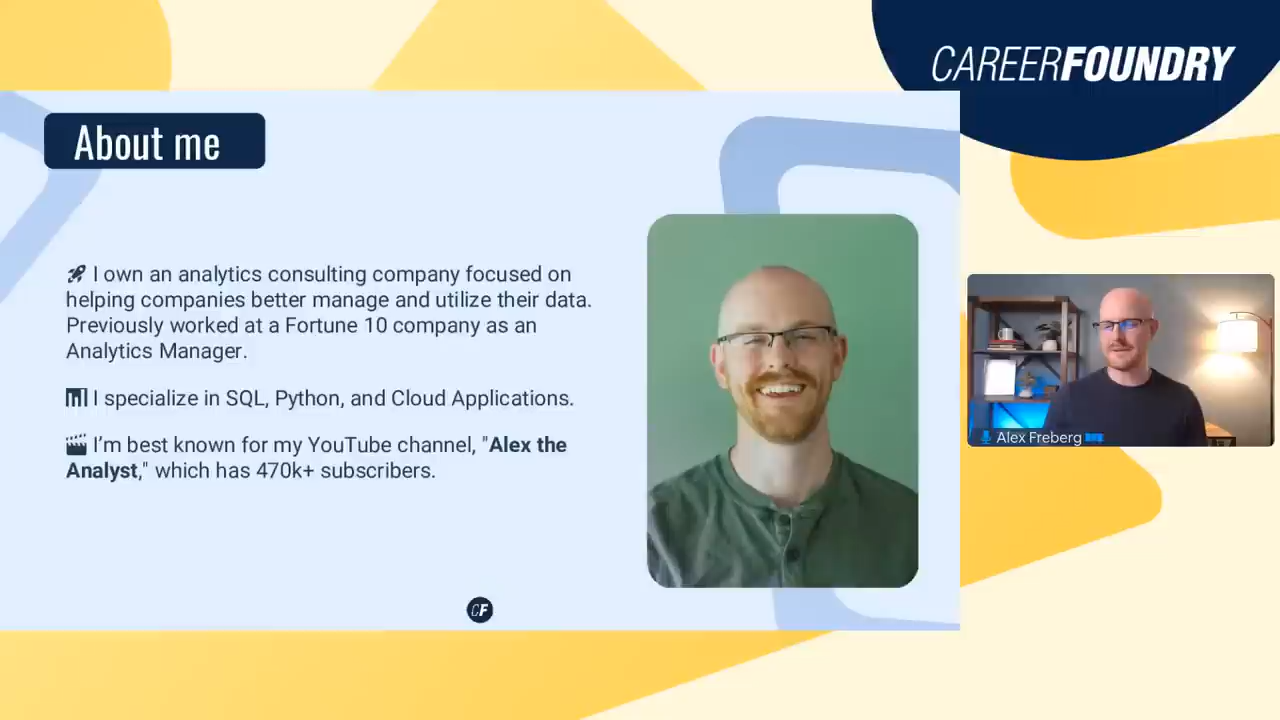 CAREERFOUNDRY
About me
I own an analytics consulting company focused on
helping companies better manage and utilize their data.
Previously worked at a Fortune 10 company as an
Analytics Manager.
I specialize in SQL, Python, and Cloud Applications.
I’m best known for my YouTube channel, "Alex the
Analyst," which has 470k+ subscribers.
Alex Freberg
CF